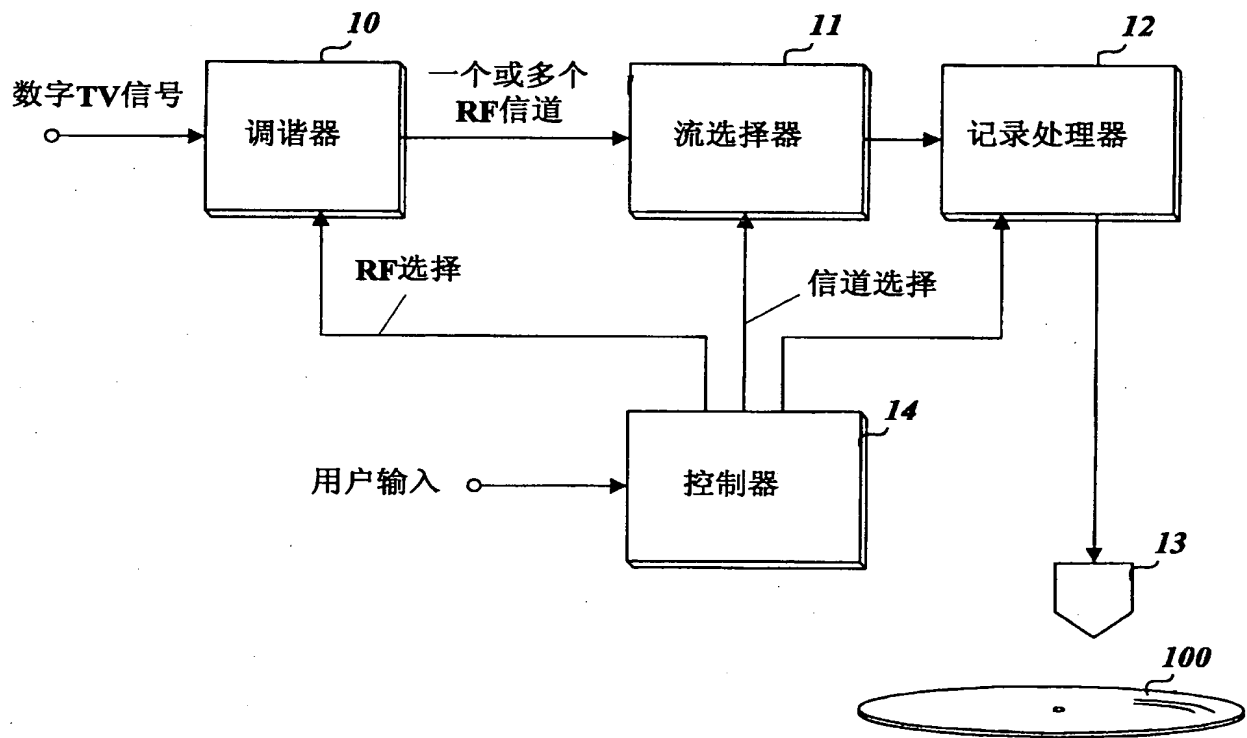 10
11
12
数字TV信号
一个或多个
RF信道
调谐器
流选择器
记录处理器
RF选择
信道选择
14
用户输入
控制器
13
100